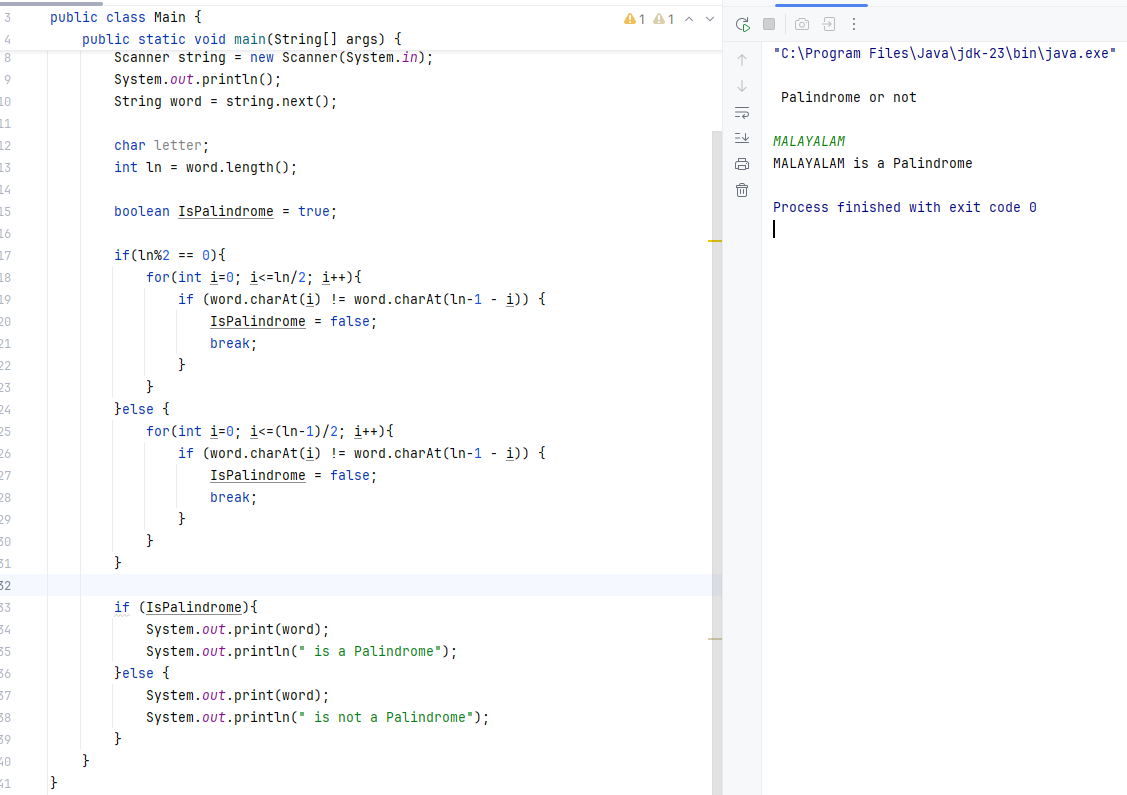 3 public class Main {
4     public static void main(String[] args) {
1 1
8         Scanner string = new Scanner(System.in);
9         System.out.println();
10         String word = string.next();
11
12         char letter;
13         int ln = word.length();
14
15         boolean IsPalindrome = true;
16
17         if(ln%2 == 0){
18             for(int i=0; i<=ln/2; i++){
19                 if (word.charAt(i) != word.charAt(ln-1 - i)) {
20                     IsPalindrome = false;
21                     break;
22                 }
23             }
24         }else {
25             for(int i=0; i<=(ln-1)/2; i++){
26                 if (word.charAt(i) != word.charAt(ln-1 - i)) {
27                     IsPalindrome = false;
28                     break;
29                 }
30             }
31         }
32
33         if (IsPalindrome){
34             System.out.print(word);
35             System.out.println(" is a Palindrome");
36         }else {
37             System.out.print(word);
38             System.out.println(" is not a Palindrome");
39         }
40     }
41 }
"C:\Program Files\Java\jdk-23\bin\java.exe"
Palindrome or not
MALAYALAM
MALAYALAM is a Palindrome
Process finished with exit code 0